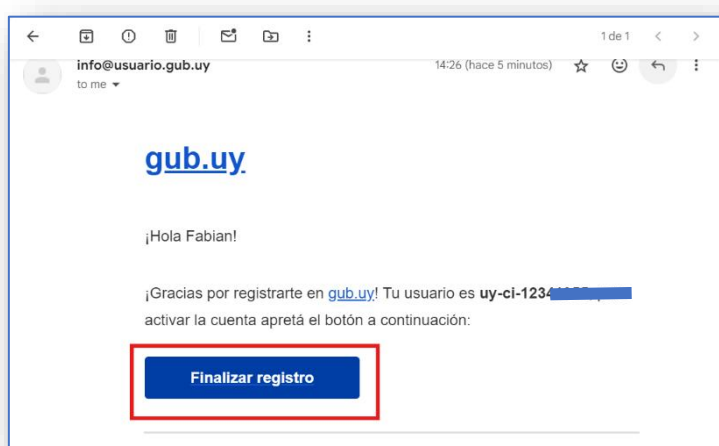 1 de 1
info@usuario.gub.uy
14:26 (hace 5 minutos)
to me
gub.uy
¡Hola Fabian!
¡Gracias por registrarte en gub.uy! Tu usuario es uy-ci-1234
activar la cuenta apretá el botón a continuación:
Finalizar registro